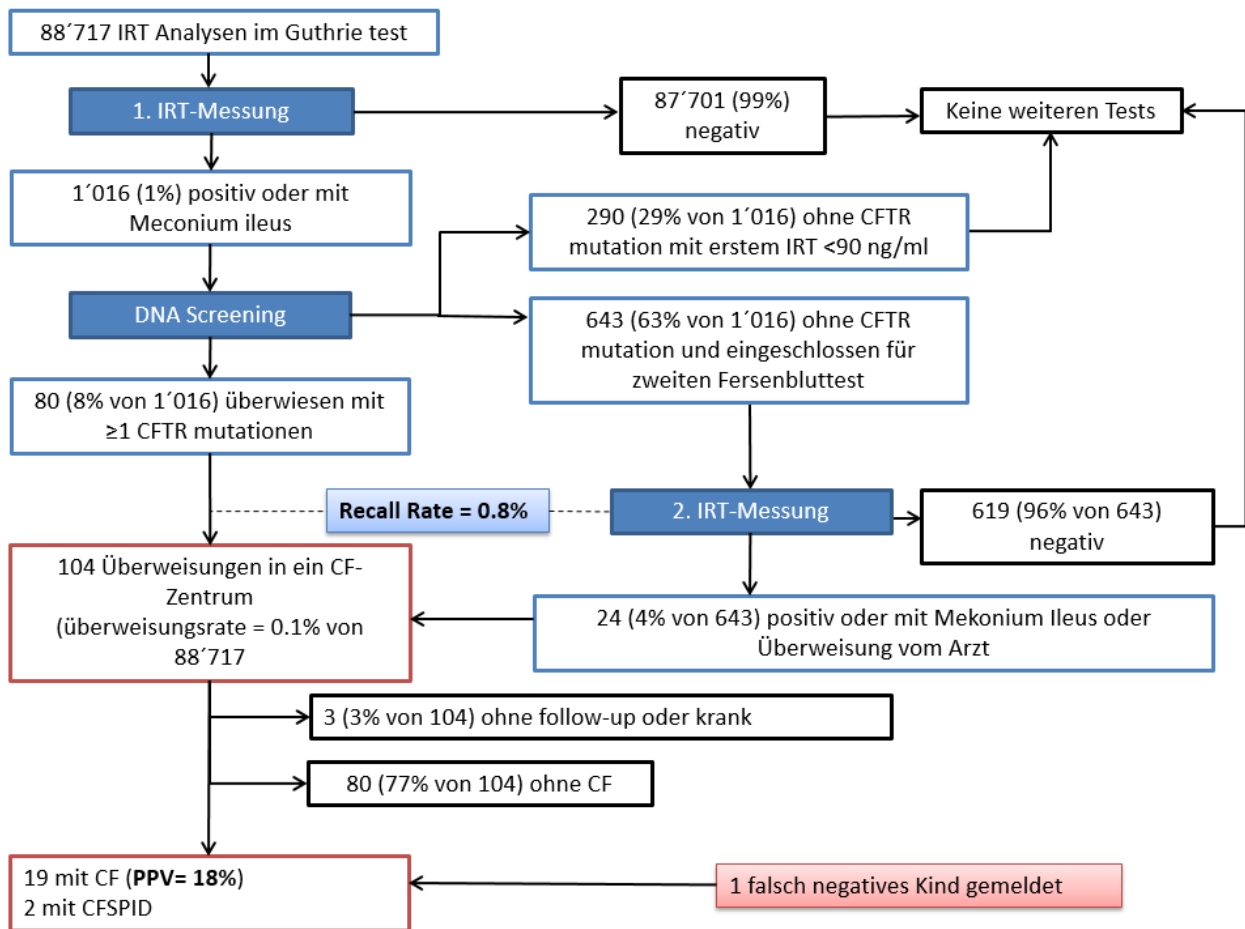 88´717 IRT Analysen im Guthrie test
1. IRT-Messung
87´701 (99%)
negativ
Keine weiteren Tests
1´016 (1%) positiv oder mit
Meconium ileus
290 (29% von 1´016) ohne CFTR
mutation mit erstem IRT <90 ng/ml
DNA Screening
643 (63% von 1´016) ohne CFTR
mutation und eingeschlossen für
zweiten Fersenbluttest
80 (8% von 1´016) überwiesen mit
≥1 CFTR mutationen
Recall Rate = 0.8%
2. IRT-Messung
619 (96% von 643)
negativ
104 Überweisungen in ein CF-
Zentrum
(überweisungsrate = 0.1% von
88´717
24 (4% von 643) positiv oder mit Mekonium Ileus oder
Überweisung vom Arzt
3 (3% von 104) ohne follow-up oder krank
80 (77% von 104) ohne CF
19 mit CF (PPV= 18%)
2 mit CFSPID
1 falsch negatives Kind gemeldet